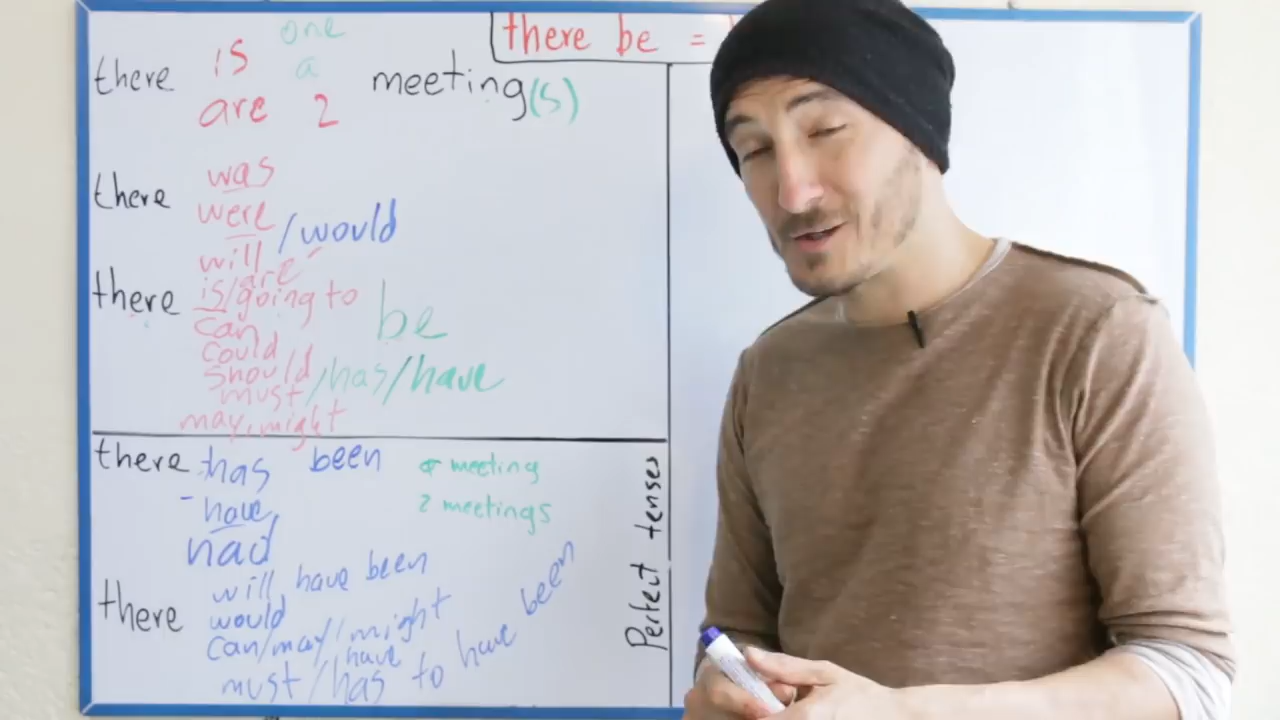 there be =
one
there is a meeting(s)
are 2
there was
were
will /would
are
there is/going to be
can
could
should /has/have
must
may, might
there has been a meeting
- have 2 meetings
had
will have been
there would
can/may/might
have
must/has to have been
Perfect tenses